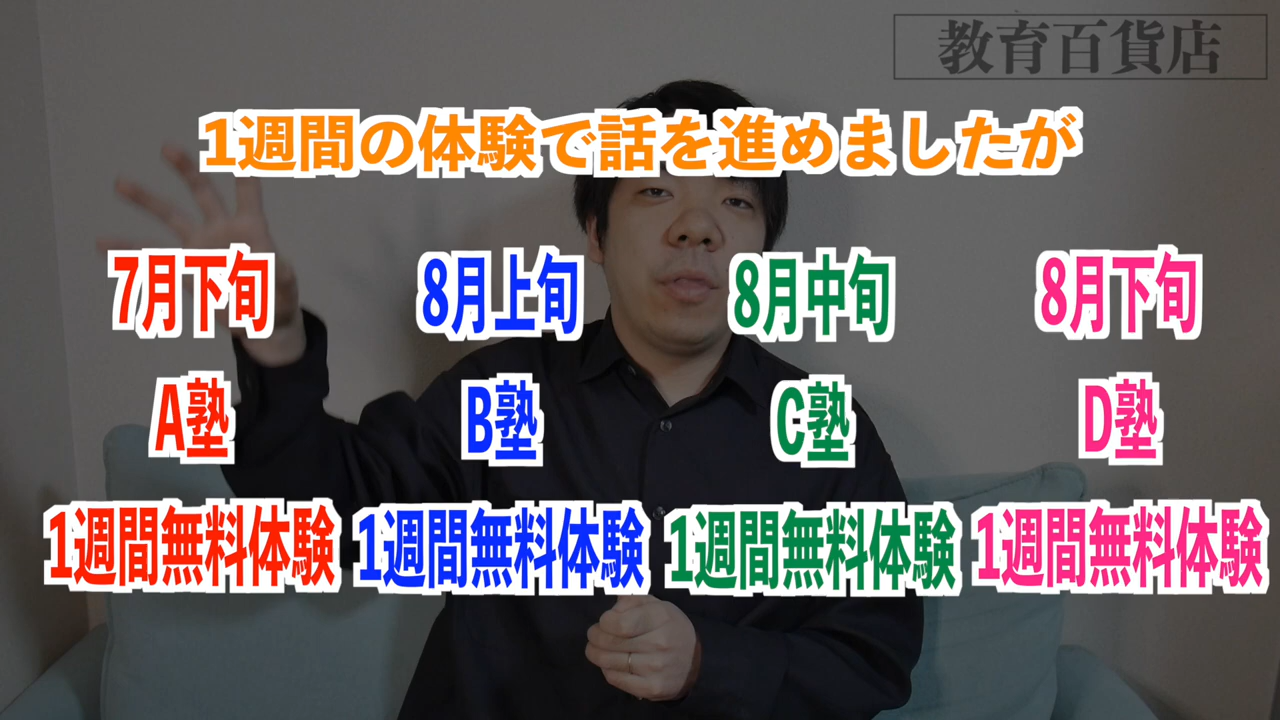 教育百貨店
1週間の体験で話を進めましたが
7月下旬
8月上旬
8月中旬
8月下旬
A塾
B塾
C塾
D塾
1週間無料体験
1週間無料体験
1週間無料体験
1週間無料体験